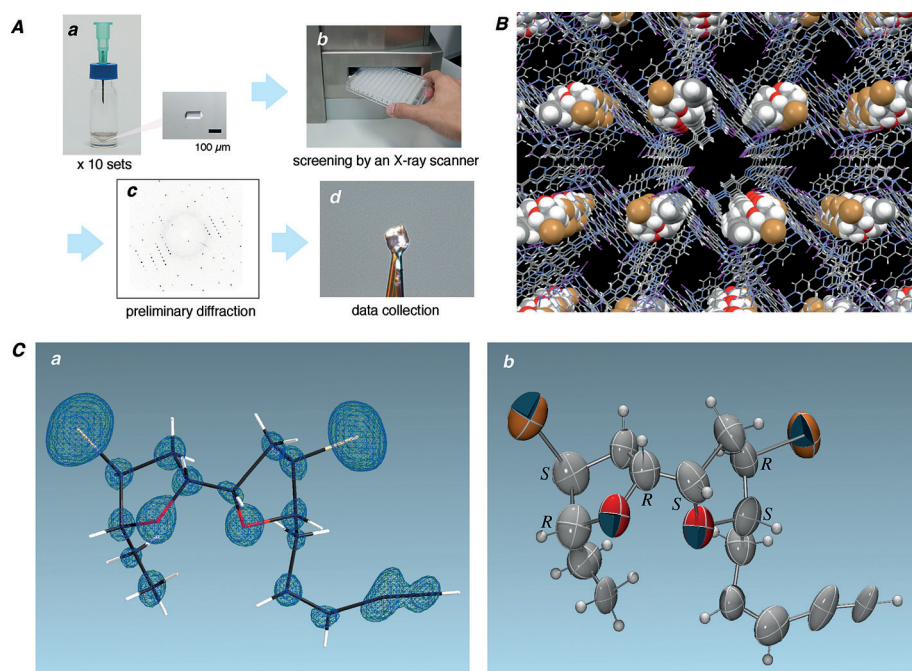 A
a
b
100 µm
x 10 sets
screening by an X-ray scanner
c
d
preliminary diffraction
data collection
B
C
a
b
S
R
R
S
R
S